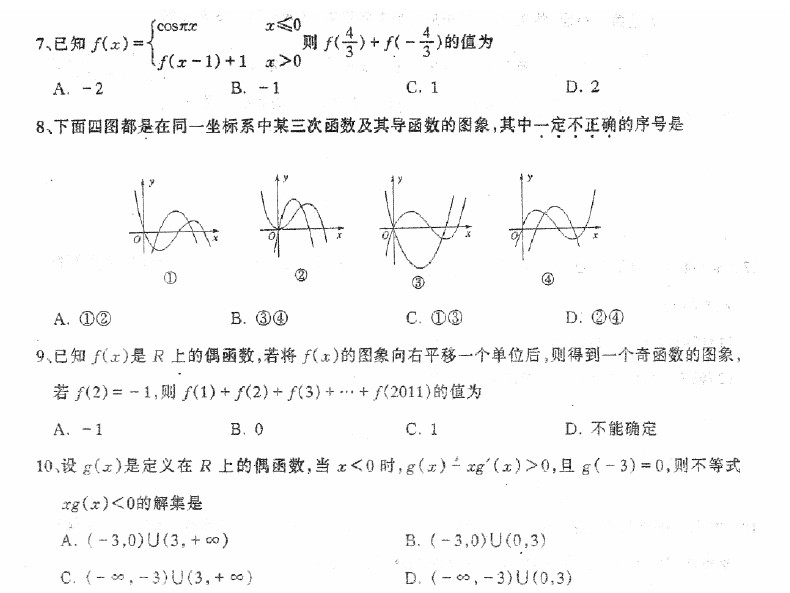 7、已知 f(x)={cosπx x≤0
f(x-1)+1 x>0 则 f(4/3)+f(-4/3)的值为
A. -2 B. -1 C. 1 D. 2
8、下面四图都是在同一坐标系中某三次函数及其导函数的图象,其中一定不正确的序号是
y y y y
O x O x O x O x
① ② ③ ④
A. ①② B. ③④ C. ①③ D. ②④
9、已知 f(x)是 R 上的偶函数,若将 f(x)的图象向右平移一个单位后,则得到一个奇函数的图象,
若 f(2)=-1,则 f(1)+f(2)+f(3)+…+f(2011)的值为
A. -1 B. 0 C. 1 D. 不能确定
10、设 g(x)是定义在 R 上的偶函数,当 x<0 时,g(x)-xg′(x)>0,且 g(-3)=0,则不等式
xg(x)<0的解集是
A. (-3,0)∪(3,+∞) B. (-3,0)∪(0,3)
C. (-∞,-3)∪(3,+∞) D. (-∞,-3)∪(0,3)